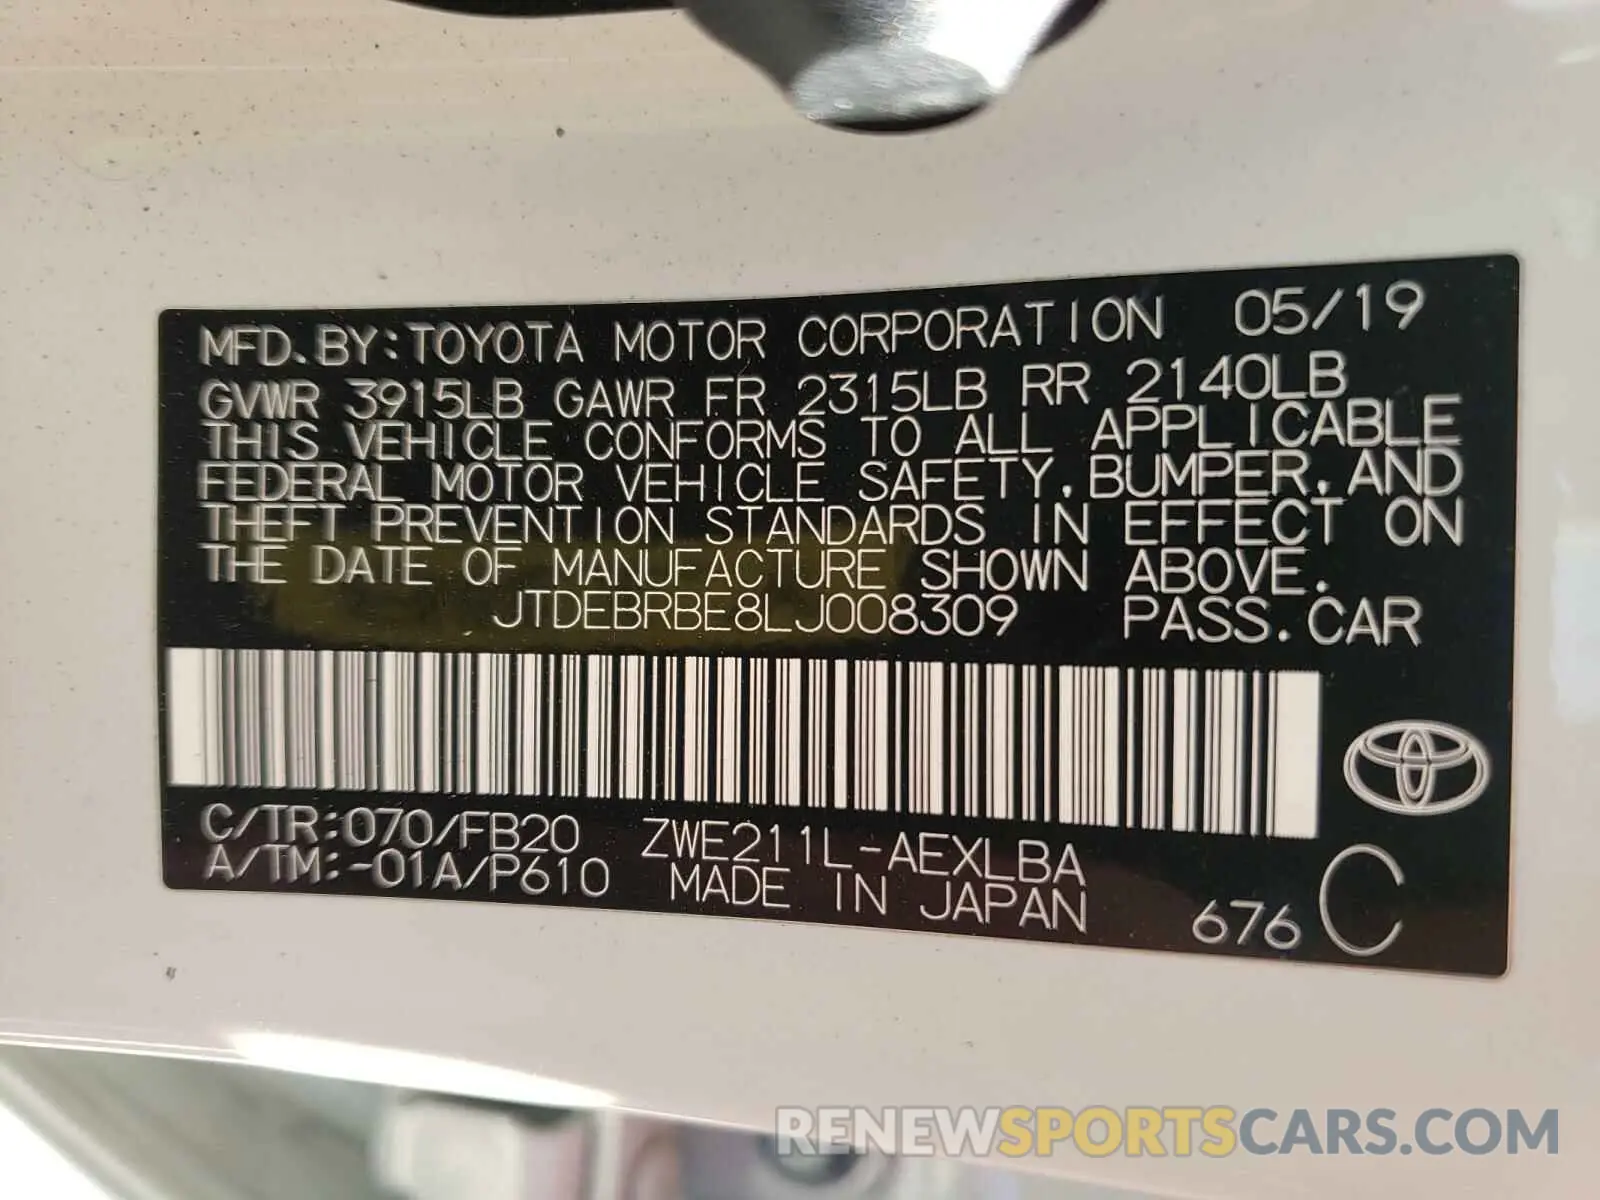 MFD.BY:TOYOTA MOTOR CORPORATION 05/19
GVWR 3915LB GAWR FR 2315LB RR 2140LB
THIS VEHICLE CONFORMS TO ALL APPLICABLE
FEDERAL MOTOR VEHICLE SAFETY,BUMPER,AND
THEFT PREVENTION STANDARDS IN EFFECT ON
THE DATE OF MANUFACTURE SHOWN ABOVE.
JTDEBRBE8LJ008309 PASS.CAR
C/TR:070/FB20 ZWE211L-AEXLBA
A/TM:-01A/P610 MADE IN JAPAN 676 C
RENEWSPORTSCARS.COM